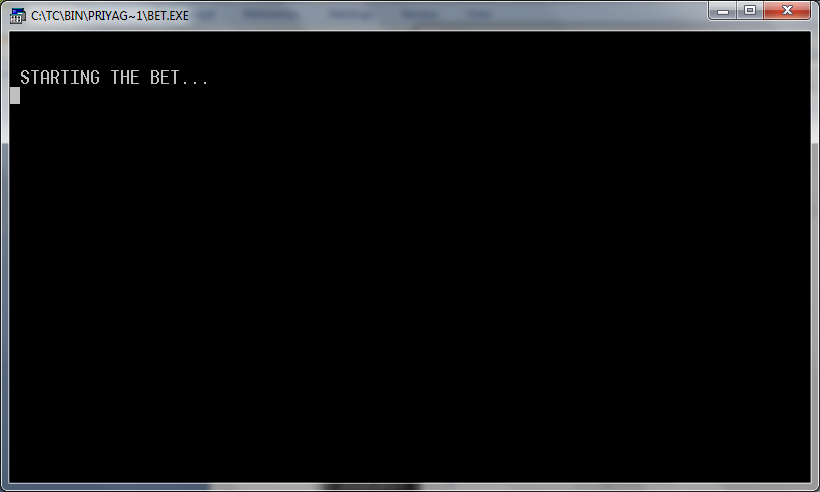 C:\TC\BIN\PRIYAG~1\BET.EXE
STARTING THE BET...